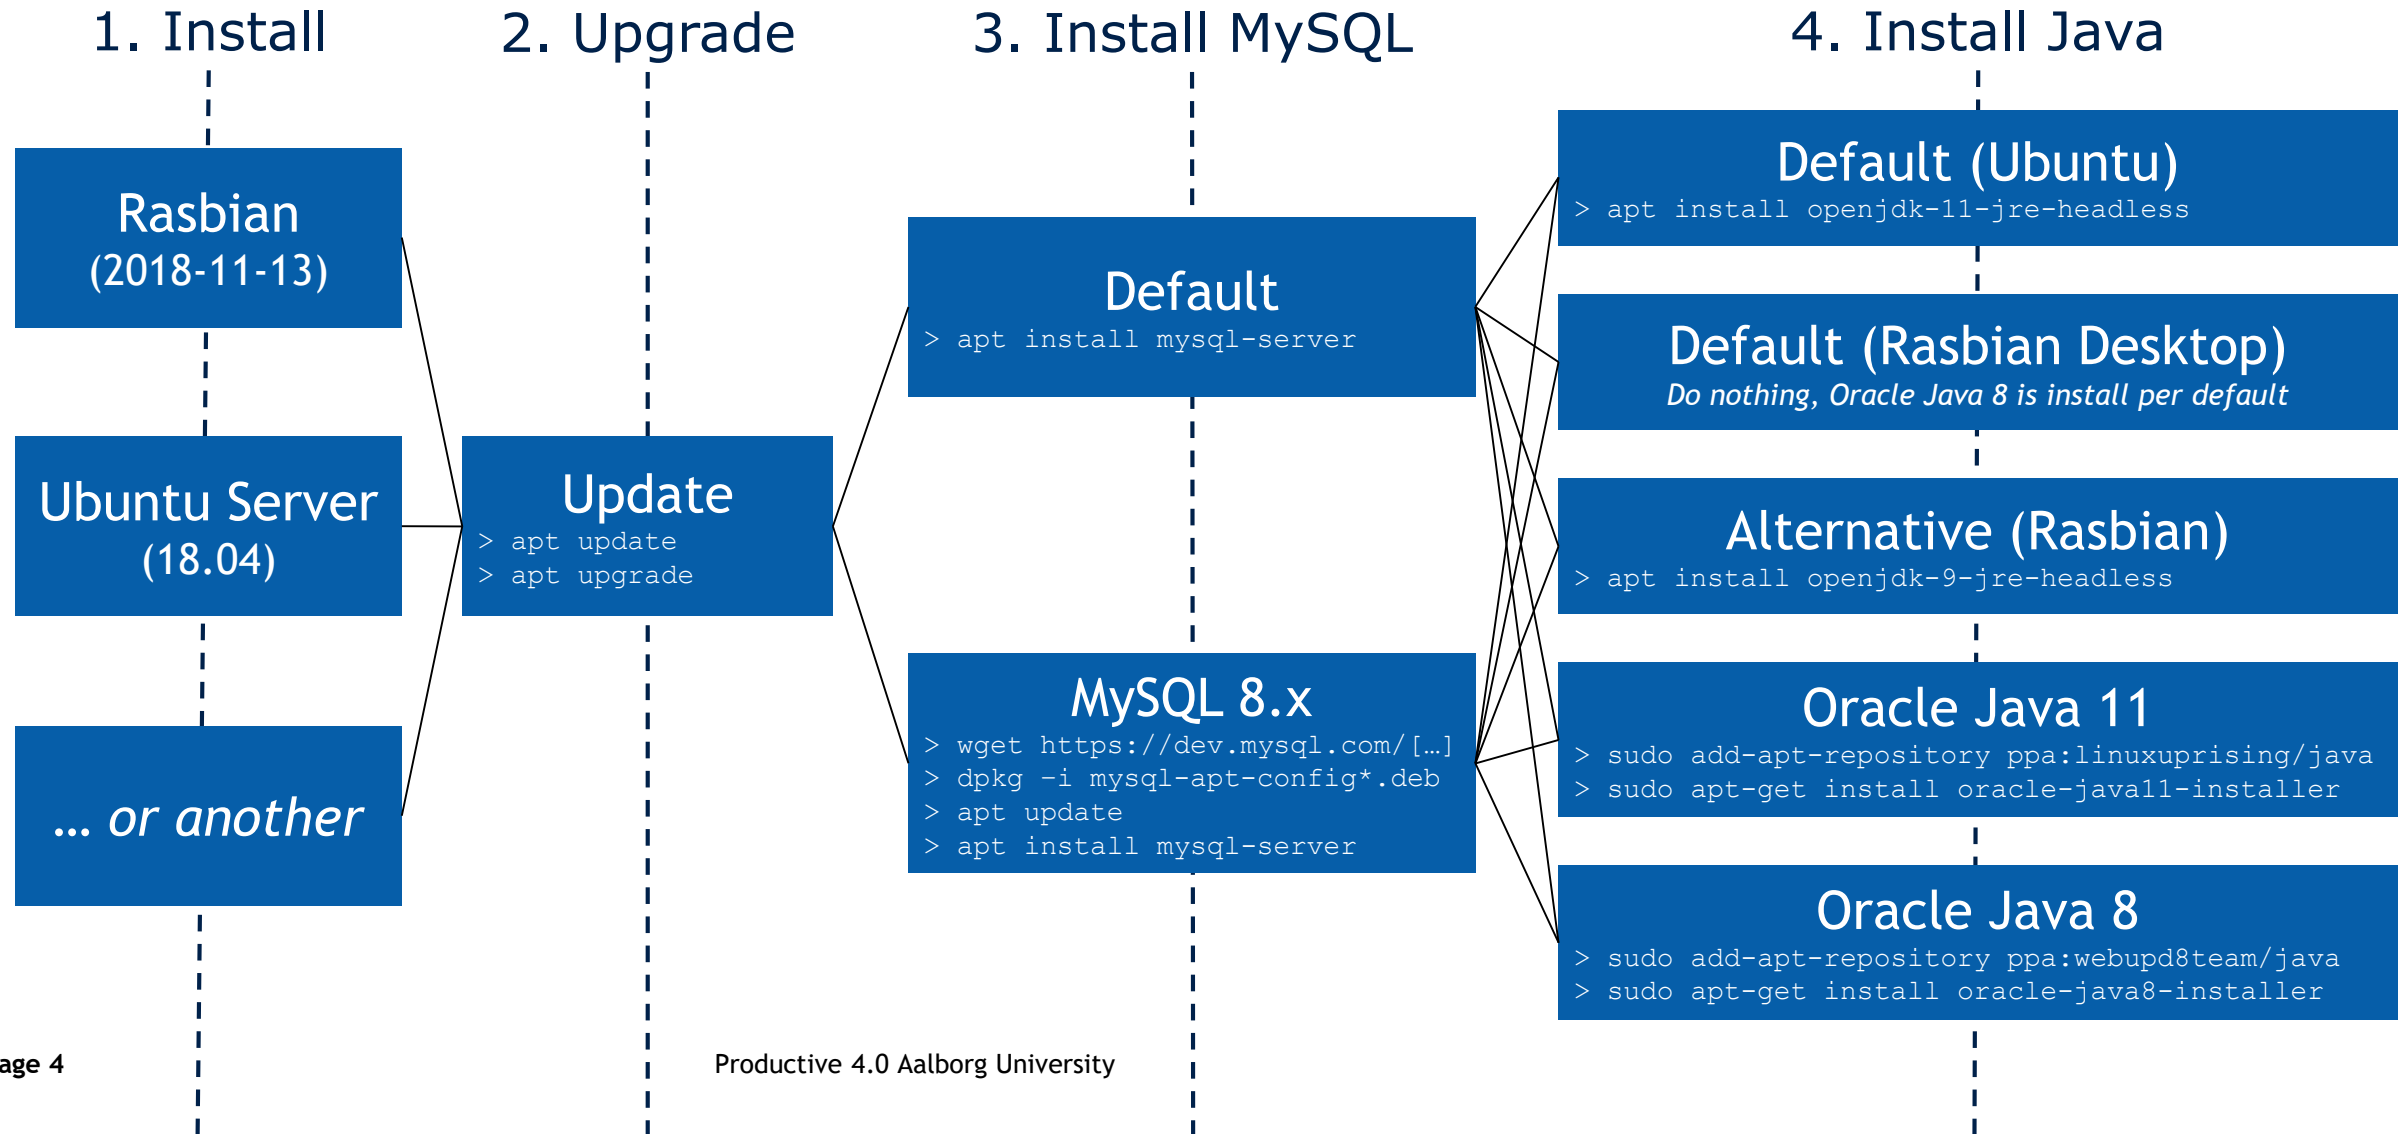 1. Install
2. Upgrade
3. Install MySQL
4. Install Java
Rasbian
(2018-11-13)
Ubuntu Server
(18.04)
… or another
Update
> apt update
> apt upgrade
Default
> apt install mysql-server
MySQL 8.x
> wget https://dev.mysql.com/[…]
> dpkg –i mysql-apt-config*.deb
> apt update
> apt install mysql-server
Default (Ubuntu)
> apt install openjdk-11-jre-headless
Default (Rasbian Desktop)
Do nothing, Oracle Java 8 is install per default
Alternative (Rasbian)
> apt install openjdk-9-jre-headless
Oracle Java 11
> sudo add-apt-repository ppa:linuxuprising/java
> sudo apt-get install oracle-java11-installer
Oracle Java 8
> sudo add-apt-repository ppa:webupd8team/java
> sudo apt-get install oracle-java8-installer
age 4
Productive 4.0 Aalborg University